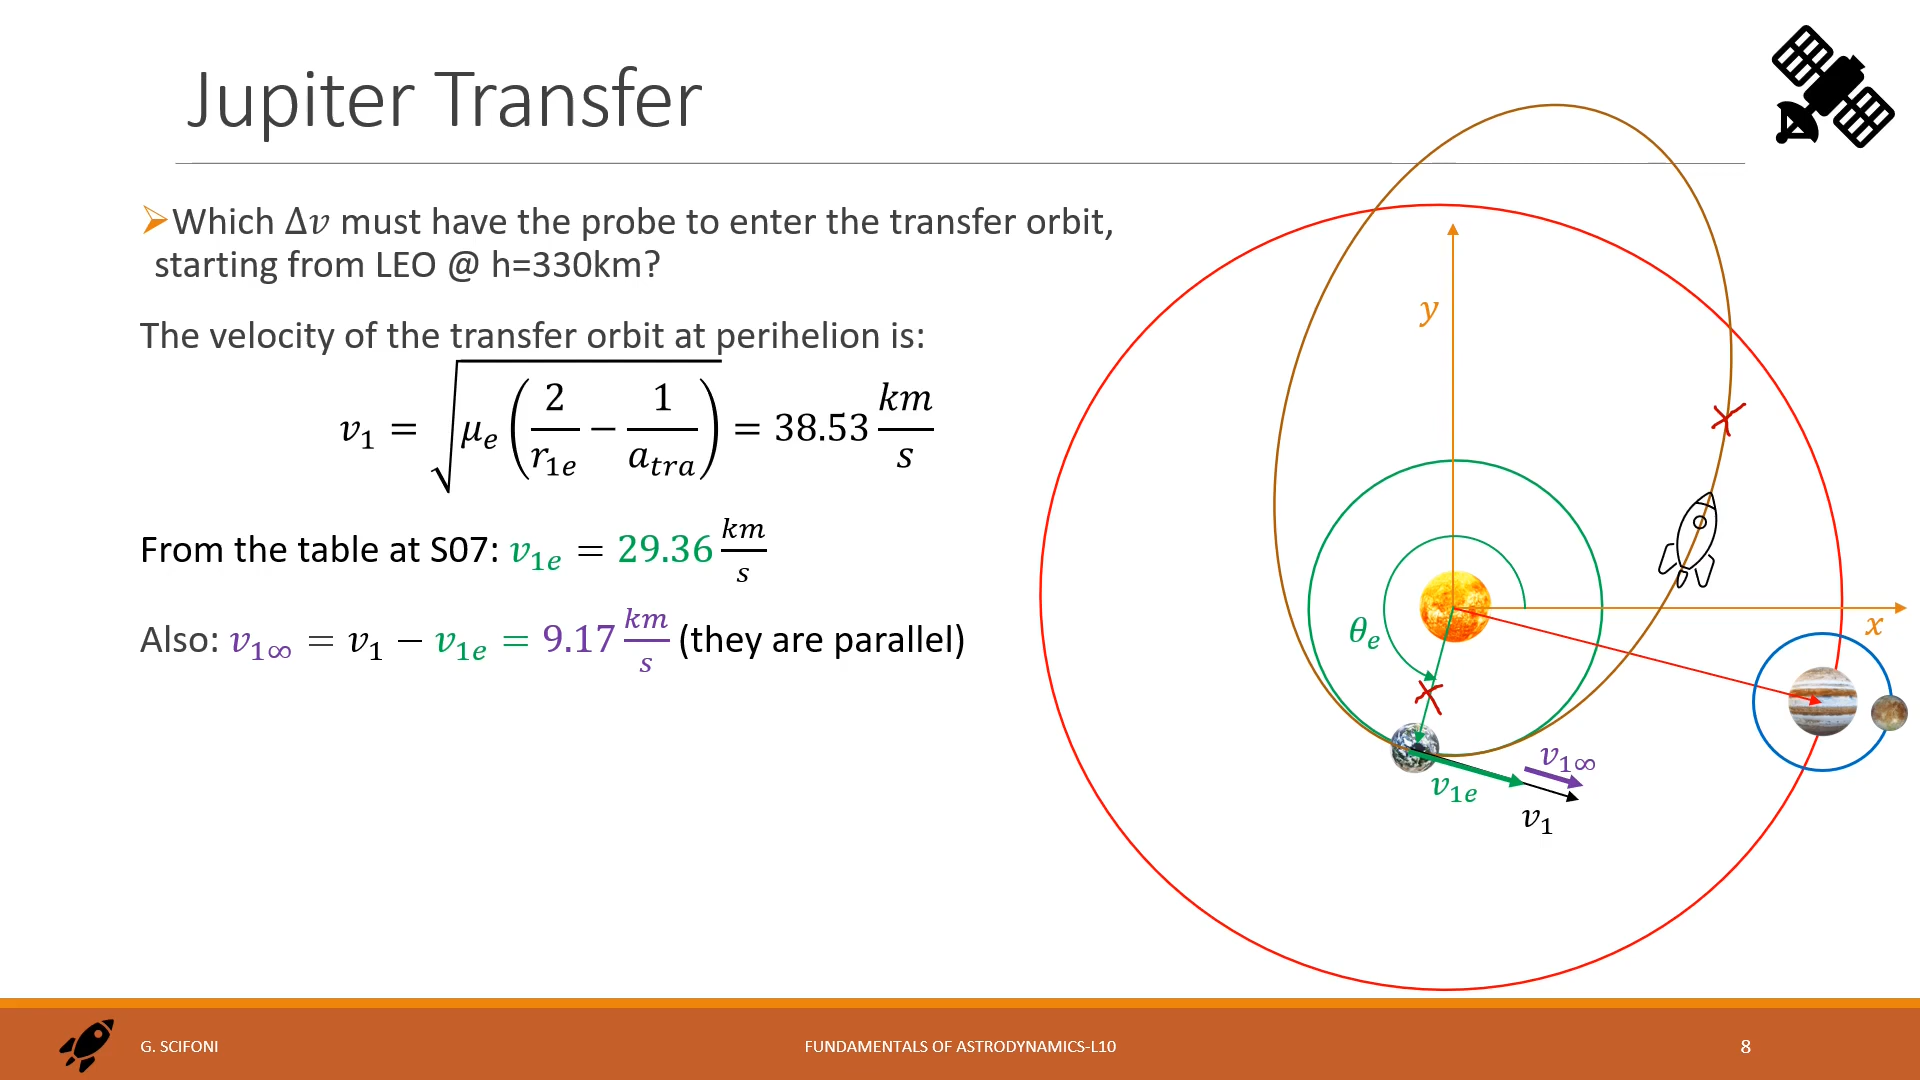 Jupiter Transfer
➢Which Δ𝑣 must have the probe to enter the transfer orbit,
starting from LEO @ h=330km?
The velocity of the transfer orbit at perihelion is:
v₁ = √(μₑ (2/r₁ₑ − 1/aₜᵣₐ)) = 38.53 km/s
From the table at S07: v₁ₑ = 29.36 km/s
Also: v₁∞ = v₁ − v₁ₑ = 9.17 km/s (they are parallel)
y
x
θₑ
v₁∞
v₁ₑ
v₁
G. SCIFONI
FUNDAMENTALS OF ASTRODYNAMICS-L10
8